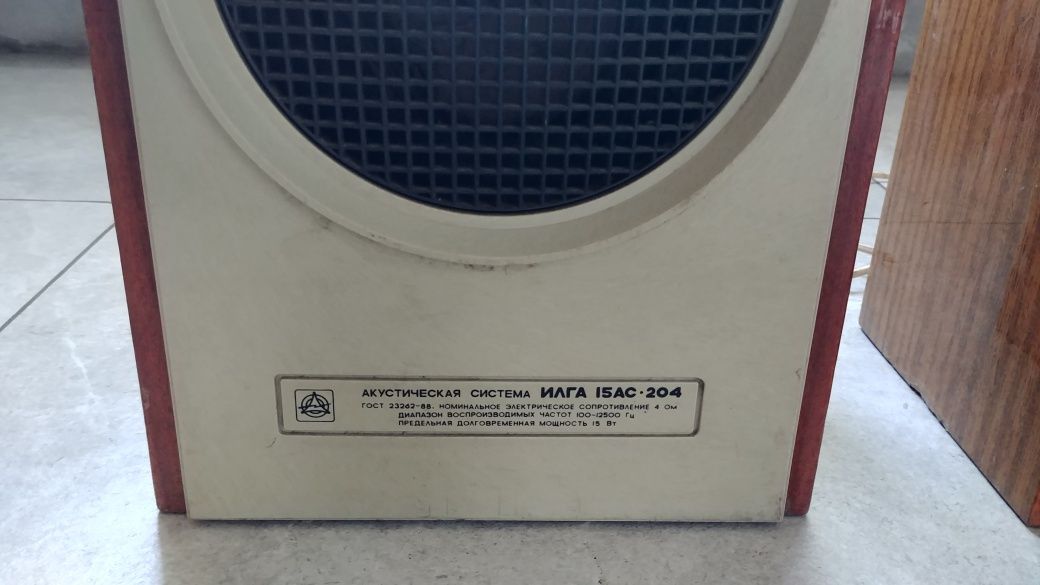 АКУСТИЧЕСКАЯ СИСТЕМА ИЛГА 15АС·204
ГОСТ 23262-88. НОМИНАЛЬНОЕ ЭЛЕКТРИЧЕСКОЕ СОПРОТИВЛЕНИЕ 4 Ом
ДИАПАЗОН ВОСПРОИЗВОДИМЫХ ЧАСТОТ 100-12500 Гц
ПРЕДЕЛЬНАЯ ДОЛГОВРЕМЕННАЯ МОЩНОСТЬ 15 Вт